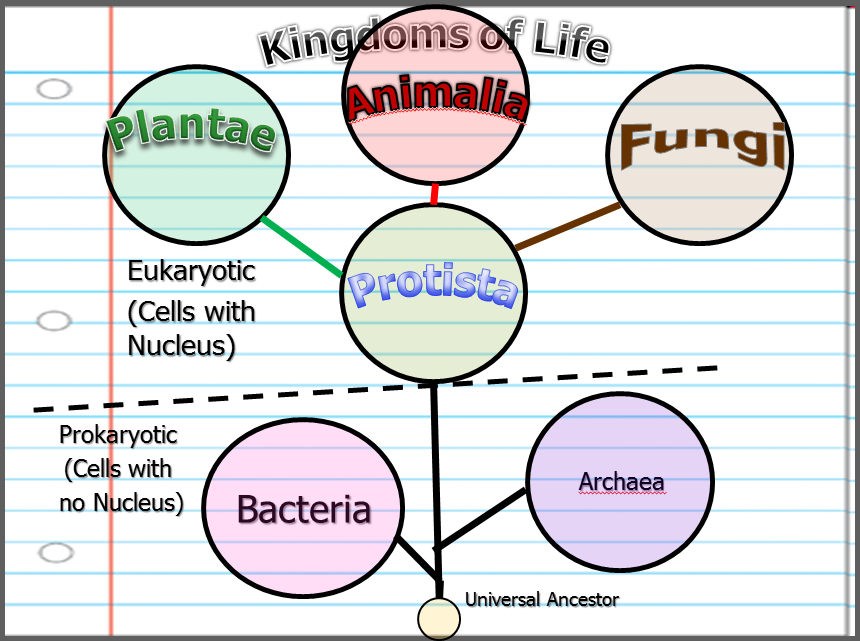 Kingdoms of Life
Animalia
Plantae
Fungi
Protista
Eukaryotic
(Cells with
Nucleus)
Prokaryotic
(Cells with
no Nucleus)
Bacteria
Archaea
Universal Ancestor